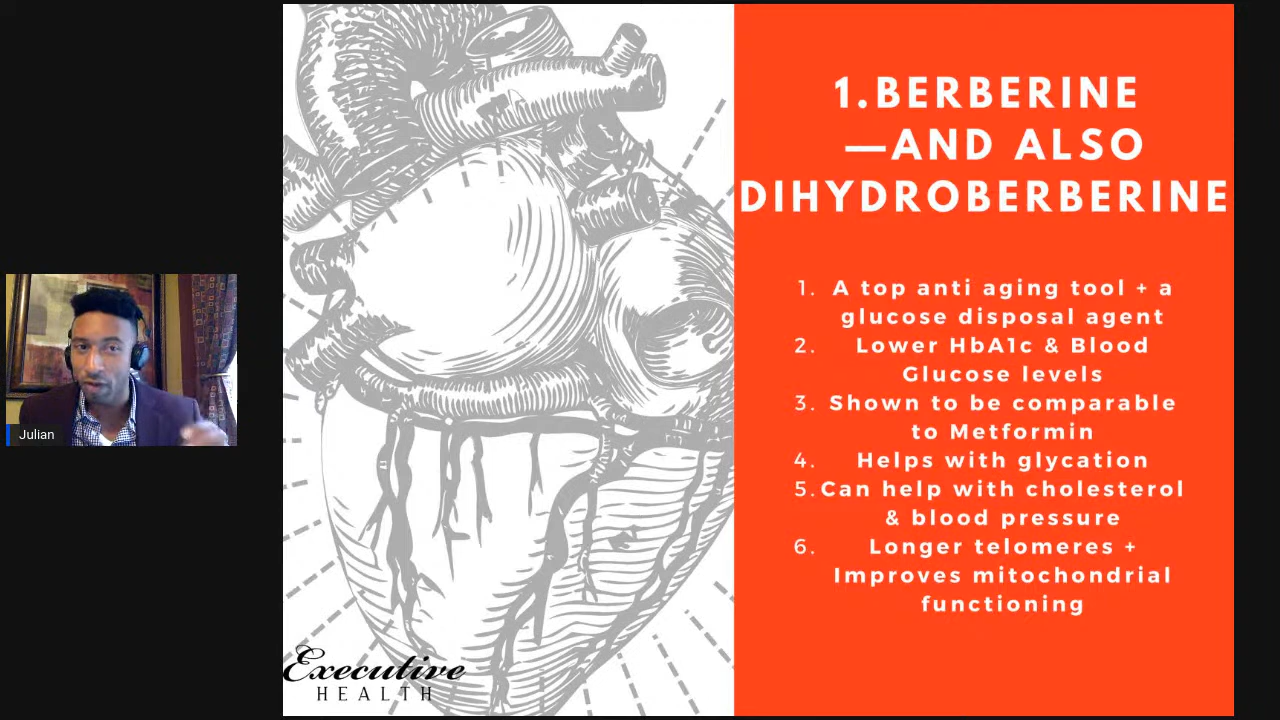 1.BERBERINE
—AND ALSO
DIHYDROBERBERINE
1. A top anti aging tool + a
glucose disposal agent
2. Lower HbA1c & Blood
Glucose levels
3. Shown to be comparable
to Metformin
4. Helps with glycation
5. Can help with cholesterol
& blood pressure
6. Longer telomeres +
Improves mitochondrial
functioning
Julian
Executive
HEALTH